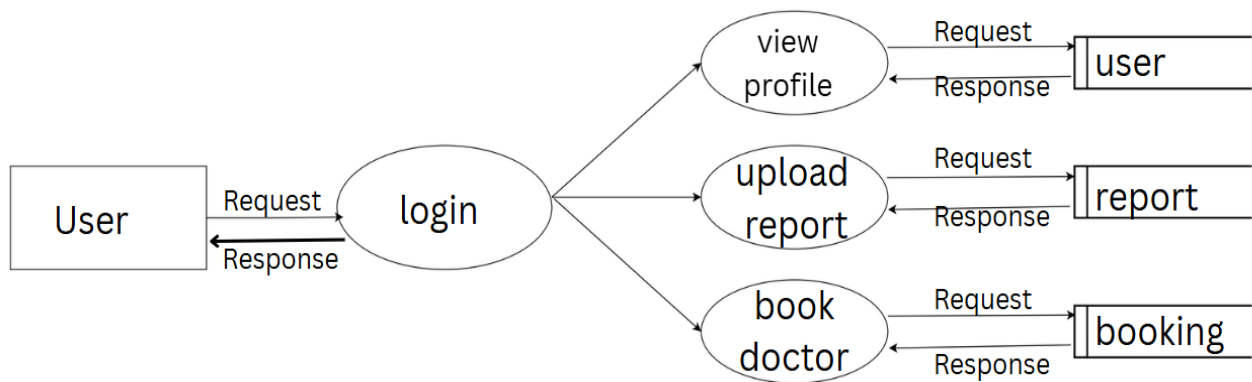 User
Request
Response
login
view
profile
Request
Response
user
upload
report
Request
Response
report
book
doctor
Request
Response
booking